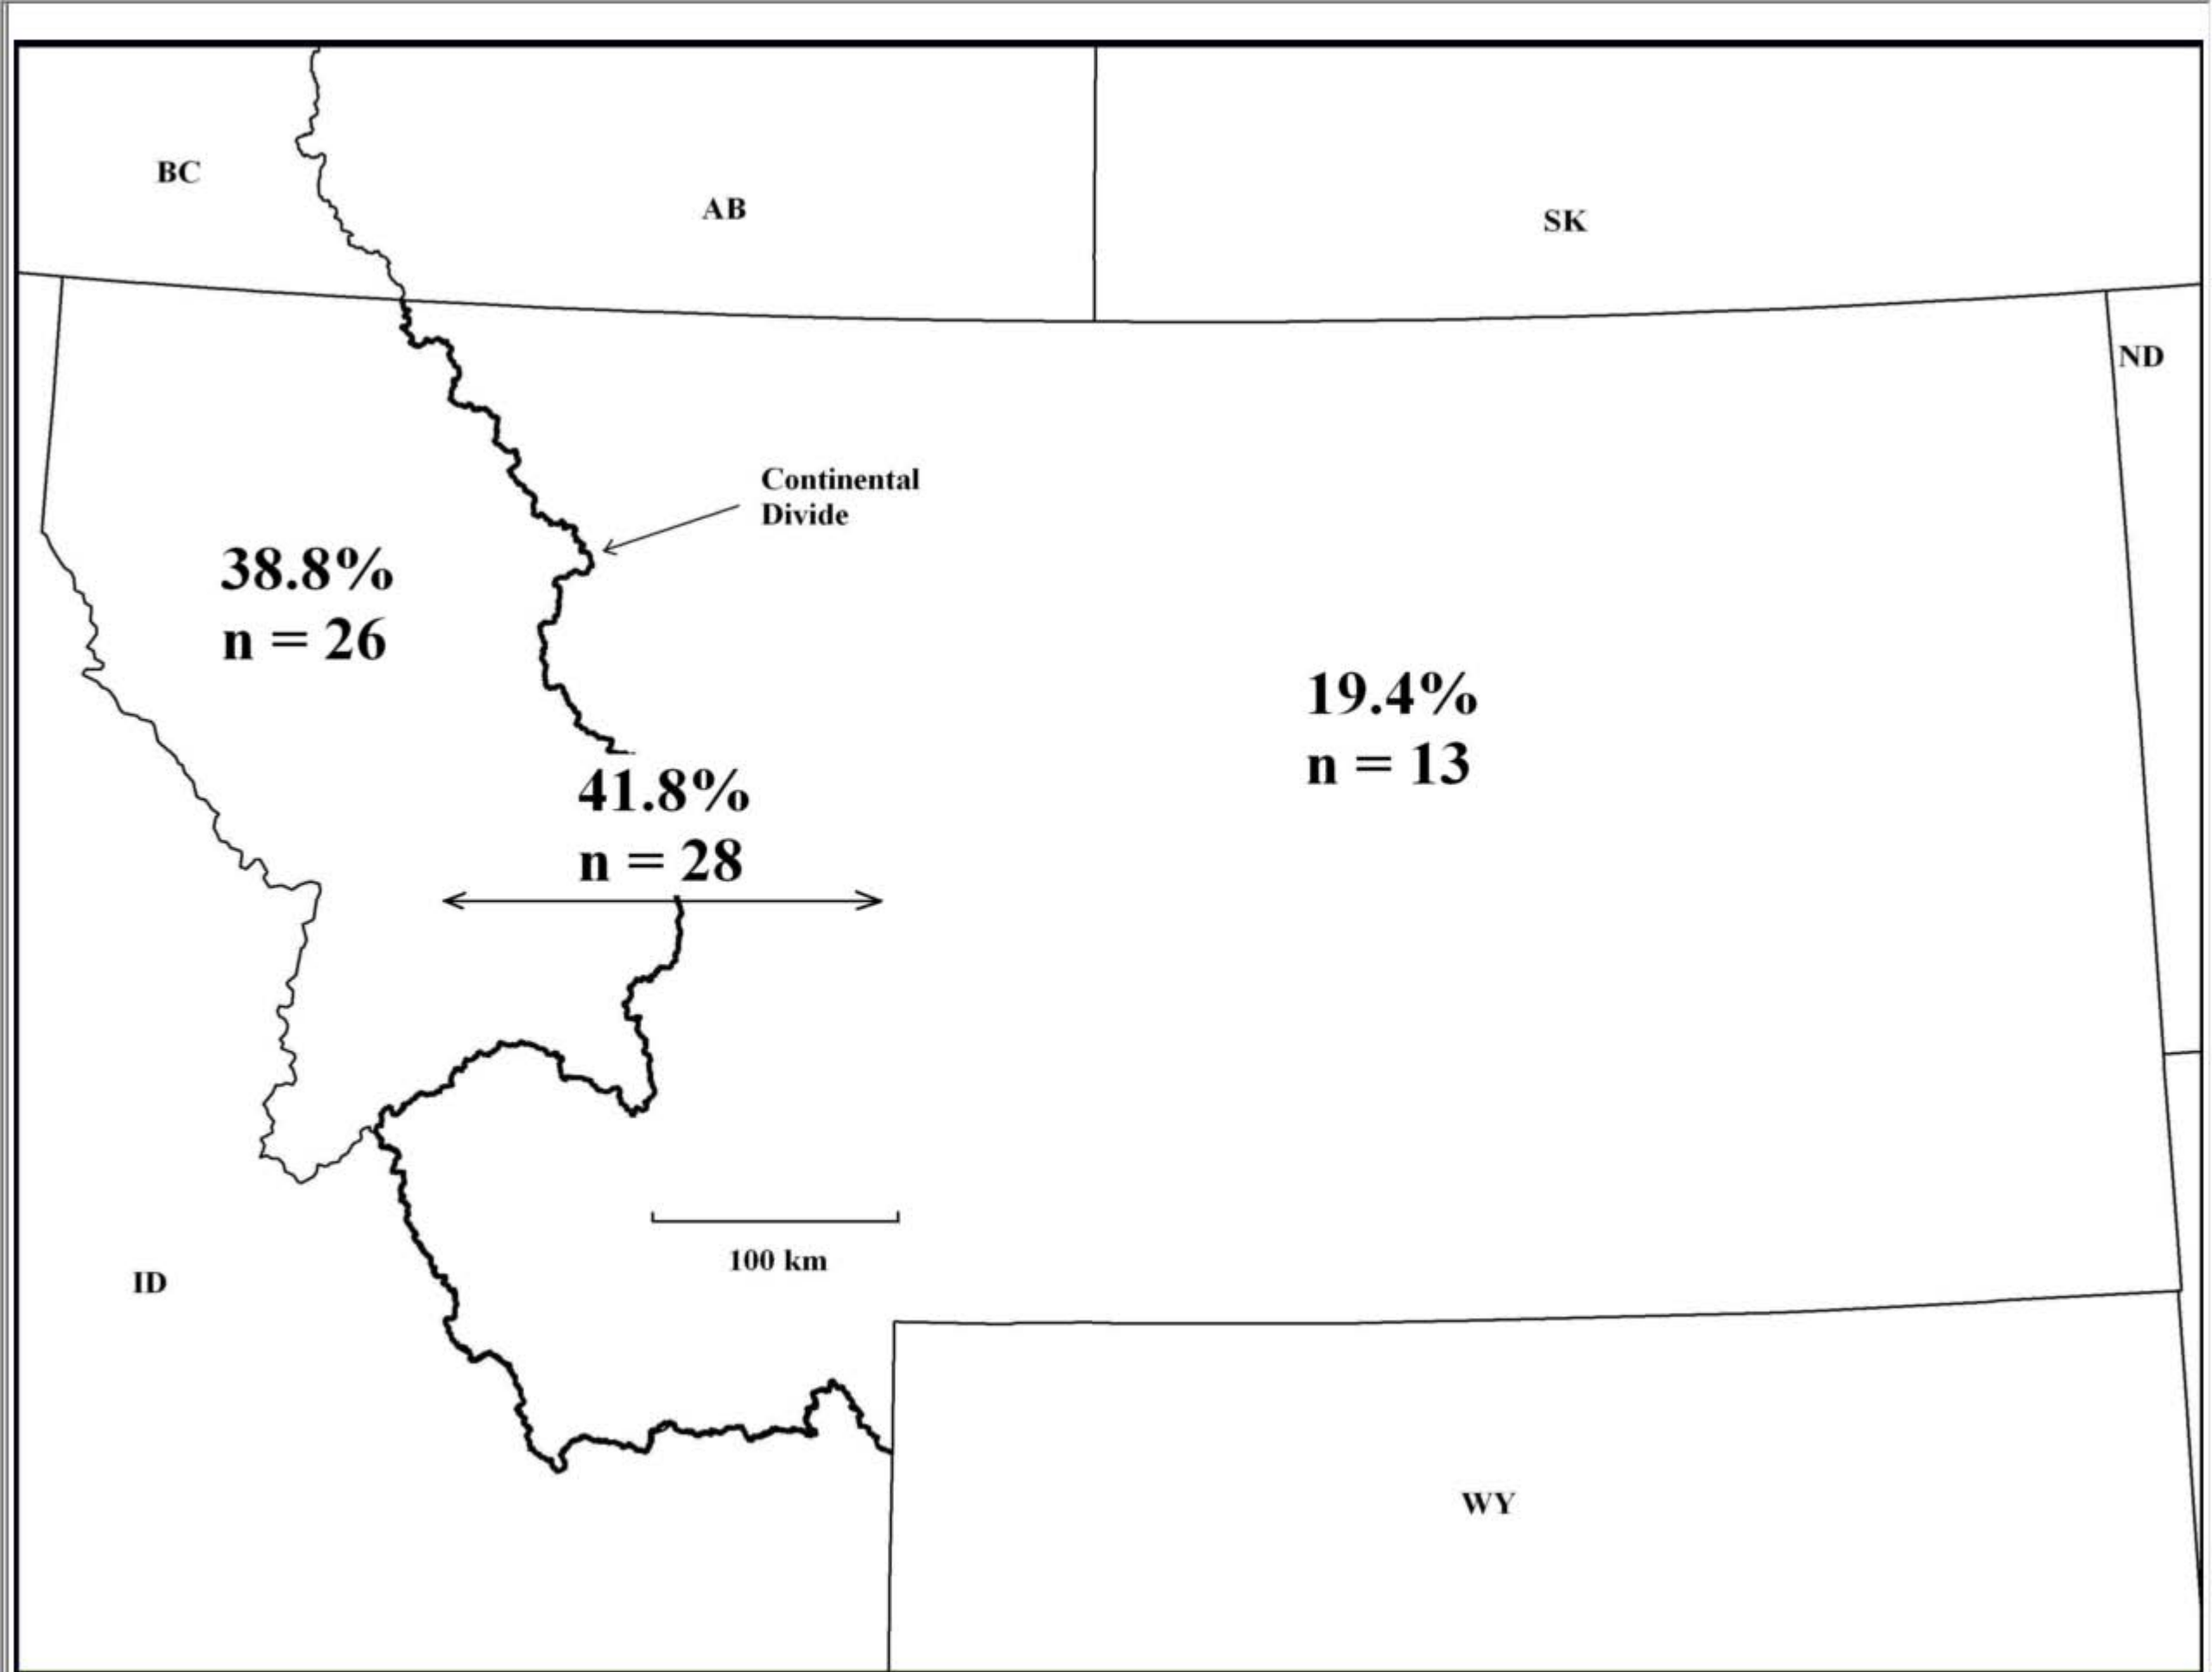 BC
AB
SK
ND
Continental
Divide
38.8%
n = 26
19.4%
n = 13
41.8%
n = 28
100 km
ID
WY